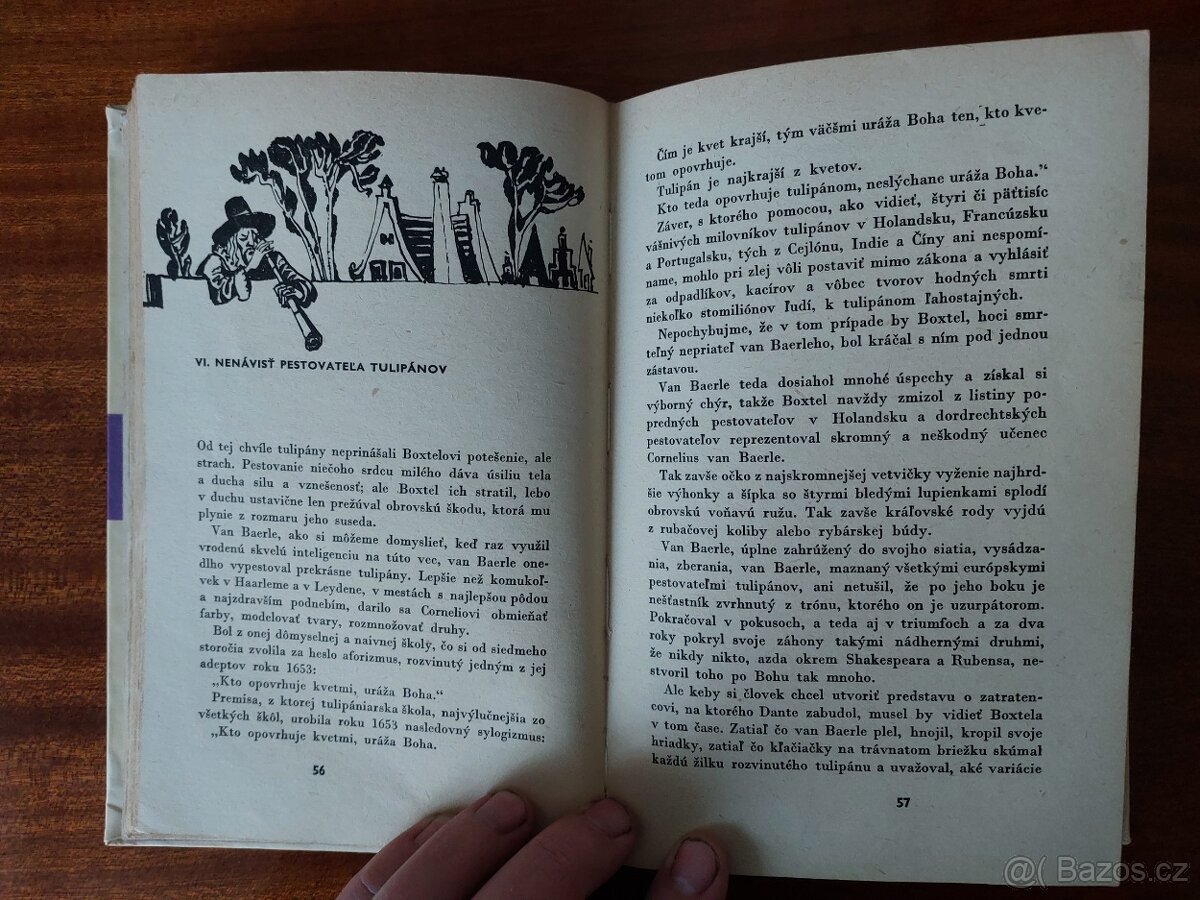 VI. NENÁVISŤ PESTOVATEĽA TULIPÁNOV
Od tej chvíle tulipány neprinášali Boxtelovi potešenie, ale
strach. Pestovanie niečoho srdcu milého dáva úsiliu tela
a ducha silu a vznešenosť; ale Boxtel ich stratil, lebo
v duchu ustavične len prežúval obrovskú škodu, ktorá mu
plynie z rozmaru jeho suseda.
Van Baerle, ako si môžeme domyslieť, keď raz využil
vrodenú skvelú inteligenciu na túto vec, van Baerle one-
dlho vypestoval prekrásne tulipány. Lepšie než komukoľ-
vek v Haarleme a v Leydene, v mestách s najlepšou pôdou
a najzdravším podnebím, darilo sa Corneliovi obmieňať
farby, modelovať tvary, rozmnožovať druhy.
Bol z onej dômyselnej a naivnej školy, čo si od siedmeho
storočia zvolila za heslo aforizmus, rozvinutý jedným z jej
adeptov roku 1653:
„Kto opovrhuje kvetmi, uráža Boha.“
Premisa, z ktorej tulipániarska škola, najvýlučnejšia zo
všetkých škôl, urobila roku 1653 nasledovný sylogizmus:
„Kto opovrhuje kvetmi, uráža Boha.
56
Čím je kvet krajší, tým väčšmi uráža Boha ten, kto kve-
tom opovrhuje.
Tulipán je najkrajší z kvetov.
Kto teda opovrhuje tulipánom, neslýchane uráža Boha.“
Záver, s ktorého pomocou, ako vidieť, štyri či päťtisíc
vášnivých milovníkov tulipánov v Holandsku, Francúzsku
a Portugalsku, tých z Cejlónu, Indie a Číny ani nespomí-
name, mohlo pri zlej vôli postaviť mimo zákona a vyhlásiť
za odpadlíkov, kacírov a vôbec tvorov hodných smrti
niekoľko stomiliónov ľudí, k tulipánom ľahostajných.
Nepochybujme, že v tom prípade by Boxtel, hoci smr-
teľný nepriateľ van Baerleho, bol kráčal s ním pod jednou
zástavou.
Van Baerle teda dosiahol mnohé úspechy a získal si
výborný chýr, takže Boxtel navždy zmizol z listiny po-
predných pestovateľov v Holandsku a dordrechtských
pestovateľov reprezentoval skromný a neškodný učenec
Cornelius van Baerle.
Tak zavše očko z najskromnejšej vetvičky vyženie najhrd-
šie výhonky a šípka so štyrmi bledými lupienkami splodí
obrovskú voňavú ružu. Tak zavše kráľovské rody vyjdú
z rubačovej koliby alebo rybárskej búdy.
Van Baerle, úplne zahrúžený do svojho siatia, vysádza-
nia, zberania, van Baerle, maznaný všetkými európskymi
pestovateľmi tulipánov, ani netušil, že po jeho boku je
nešťastník zvrhnutý z trónu, ktorého on je uzurpátorom.
Pokračoval v pokusoch, a teda aj v triumfoch a za dva
roky pokryl svoje záhony takými nádhernými druhmi,
že nikdy nikto, azda okrem Shakespeara a Rubensa, ne-
stvoril toho po Bohu tak mnoho.
Ale keby si človek chcel utvoriť predstavu o zatraten-
covi, na ktorého Dante zabudol, musel by vidieť Boxtela
v tom čase. Zatiaľ čo van Baerle plel, hnojil, kropil svoje
hriadky, zatiaľ čo kľačiačky na trávnatom briežku skúmal
každú žilku rozvinutého tulipánu a uvažoval, aké variácie
57
@( Bazos.cz